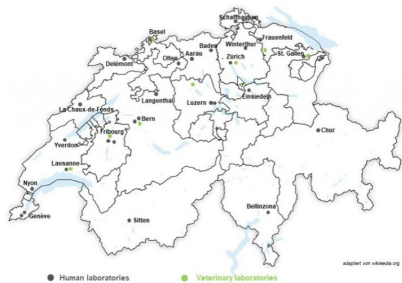 Schaffhausen
Basel
Frauenfeld
Baden
Winterthur
Delémont
Olten
Aarau
Zürich
St. Gallen
Langenthal
Einsiedeln
La Chaux-de-Fonds
Luzern
Bern
Fribourg
Chur
Yverdon
Lausanne
Nyon
Sitten
Bellinzona
Genève
adaptiert von wikimedia.org
Human laboratories
Veterinary laboratories